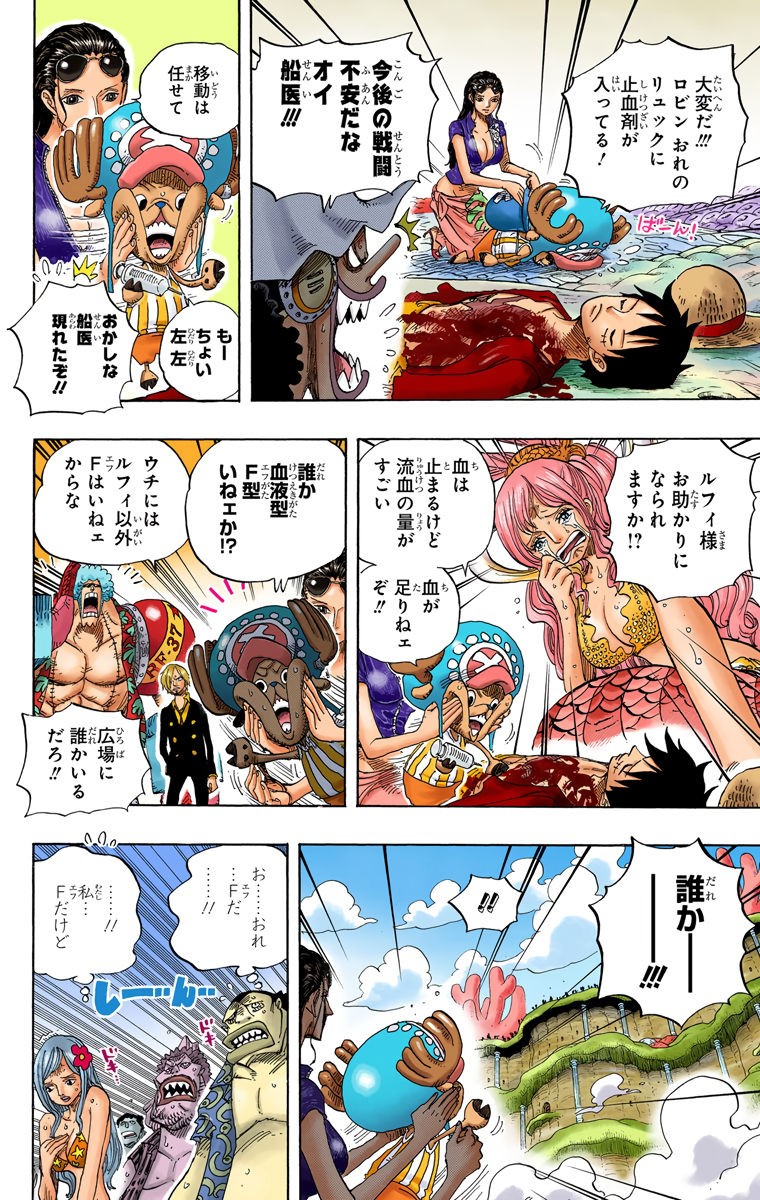 大変だ!!!
ロビン おれの
リュックに
止血剤が
入ってる!
ばーん!
今後の戦闘
不安だな
オイ
船医!!!
移動は
任せて
もー
ちょい
左左
おかしな
船医
現れたぞ!!
ルフィ様
お助かりに
なられ
ますか!?
血は
止まるけど
流血の量が
すごい
血が
足りねェ
ぞ!!
誰か
血液型
F型
いねェか!?
ウチには
ルフィ以外
Fはいねェ
からな
広場に
誰かいる
だろ!!
誰かー
ーー!!!
!!
お……おれ
……Fだ
……!!
……!!
私…
Fだけど
しーーん…
ドキ
ドキ…